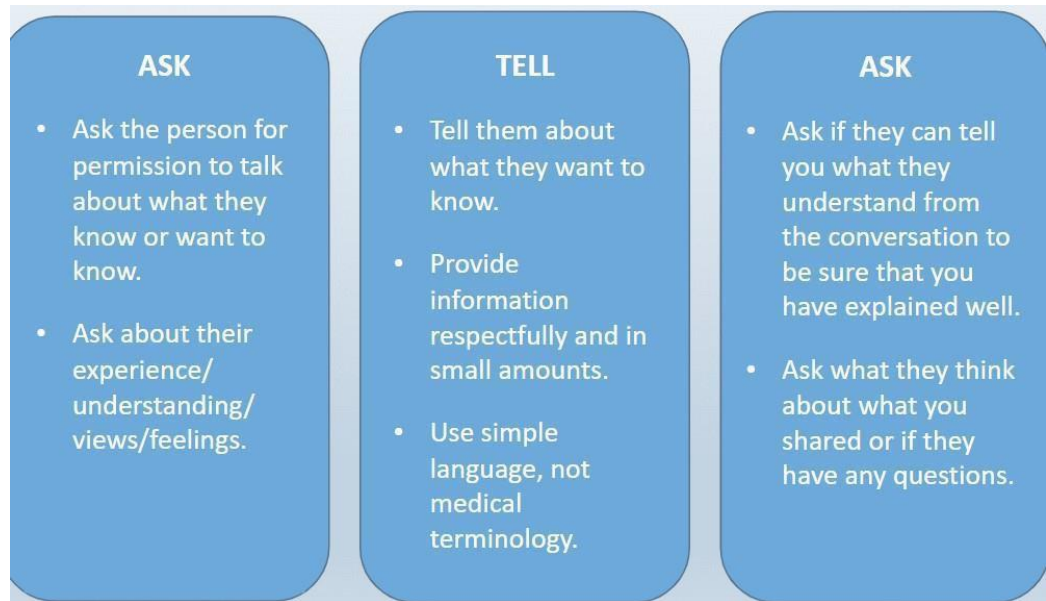 ASK
• Ask the person for
permission to talk
about what they
know or want to
know.
• Ask about their
experience/
understanding/
views/feelings.
TELL
• Tell them about
what they want to
know.
• Provide
information
respectfully and in
small amounts.
• Use simple
language, not
medical
terminology.
ASK
• Ask if they can tell
you what they
understand from
the conversation to
be sure that you
have explained well.
• Ask what they think
about what you
shared or if they
have any questions.